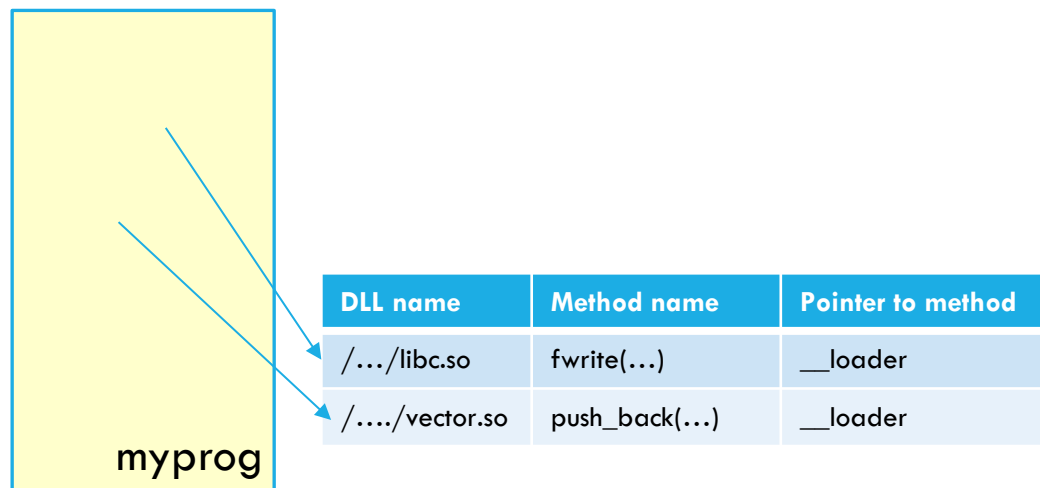 DLL name Method name Pointer to method
/…/libc.so fwrite(…) __loader
/…./vector.so push_back(…) __loader
myprog